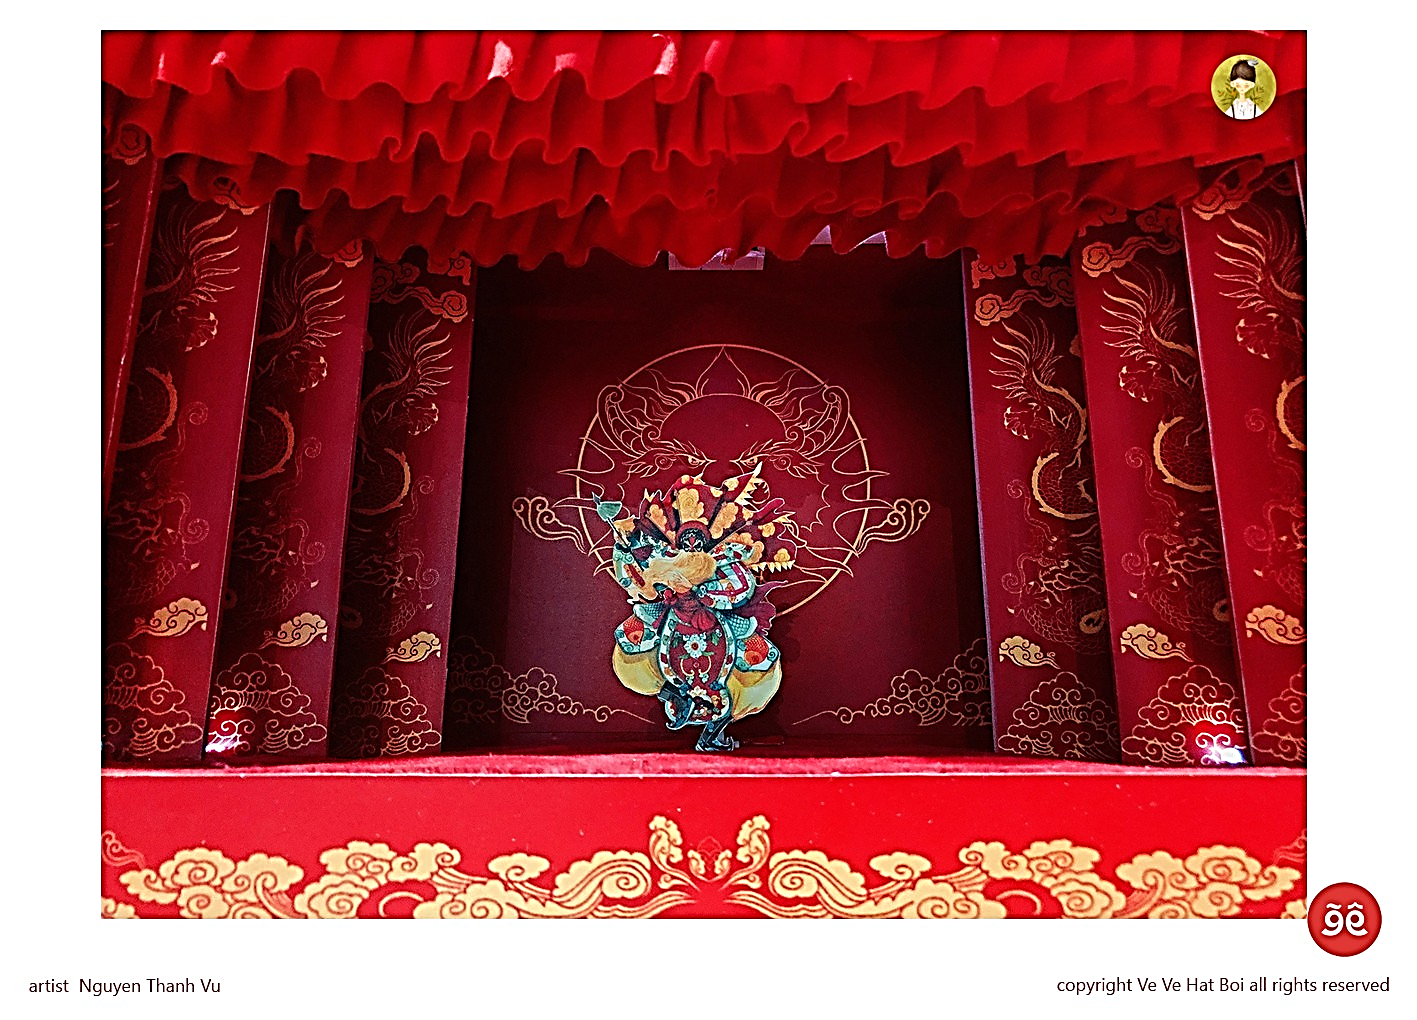 artist Nguyen Thanh Vu
copyright Ve Ve Hat Boi all rights reserved